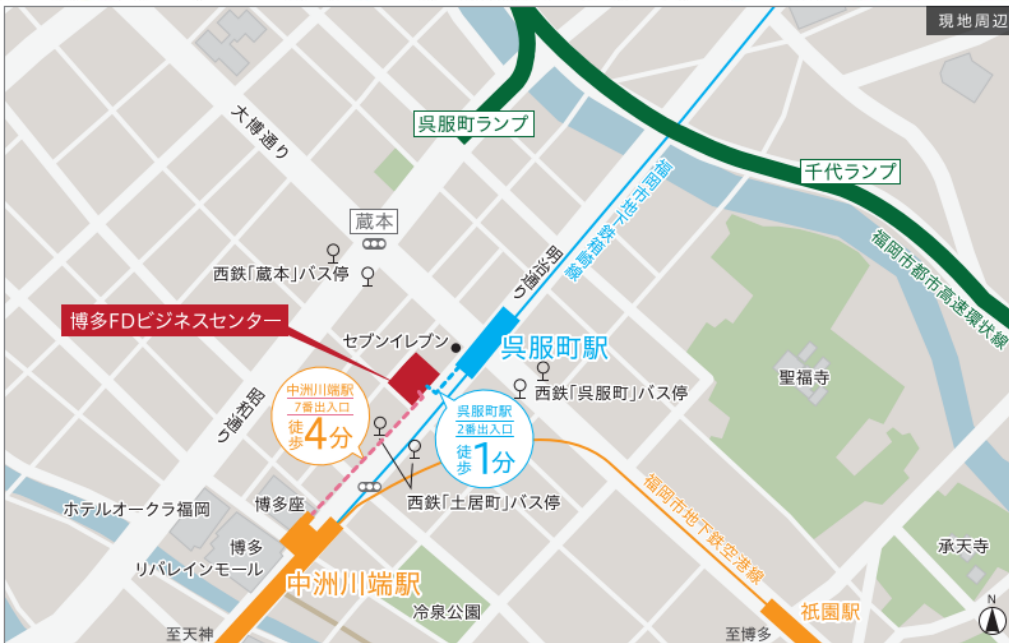 現地周辺
大博通り
呉服町ランプ
千代ランプ
福岡市地下鉄箱崎線
福岡市都市高速環状線
蔵本
西鉄「蔵本」バス停
明治通り
博多FDビジネスセンター
セブンイレブン
呉服町駅
聖福寺
西鉄「呉服町」バス停
昭和通り
中洲川端駅
7番出入口
徒歩4分
呉服町駅
2番出入口
徒歩1分
西鉄「土居町」バス停
福岡市地下鉄空港線
ホテルオークラ福岡
博多座
博多
リバレインモール
中洲川端駅
冷泉公園
承天寺
祇園駅
至天神
至博多
N